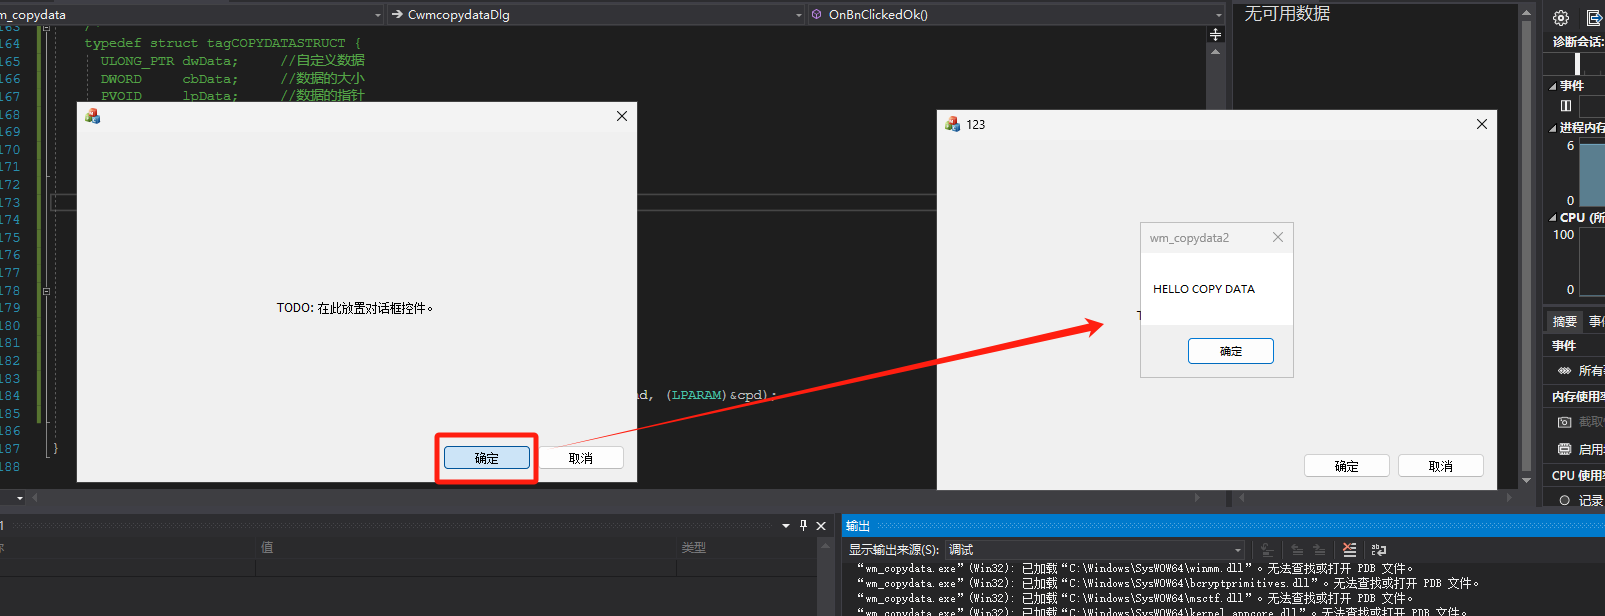 m_copydata
CwmcopydataDlg
OnBnClickedOk()
无可用数据
诊断会话:
164 typedef struct tagCOPYDATASTRUCT {
165 ULONG_PTR dwData; //自定义数据
166 DWORD cbData; //数据的大小
167 PVOID lpData; //数据的指针
168
169
170
171
172
173
174
175
176
177
178
179
180
181
182
183
184 nd, (LPARAM)&cpd);
185
186
187 }
188
TODO: 在此放置对话框控件。
确定
取消
123
wm_copydata2
HELLO COPY DATA
确定
确定
取消
事件
进程内存
6
0
CPU (所
100
0
摘要
事件
事件
所有
内存使用率
截取
启用
CPU 使用率
记录
值
类型
输出
显示输出来源(S): 调试
“wm_copydata.exe”(Win32): 已加载“C:\Windows\SysWOW64\winmm.dll”。无法查找或打开 PDB 文件。
“wm_copydata.exe”(Win32): 已加载“C:\Windows\SysWOW64\bcryptprimitives.dll”。无法查找或打开 PDB 文件。
“wm_copydata.exe”(Win32): 已加载“C:\Windows\SysWOW64\msctf.dll”。无法查找或打开 PDB 文件。
“wm_copydata.exe”(Win32): 已加载“C:\Windows\SysWOW64\kernel.appcore.dll”。无法查找或打开 PDB 文件。